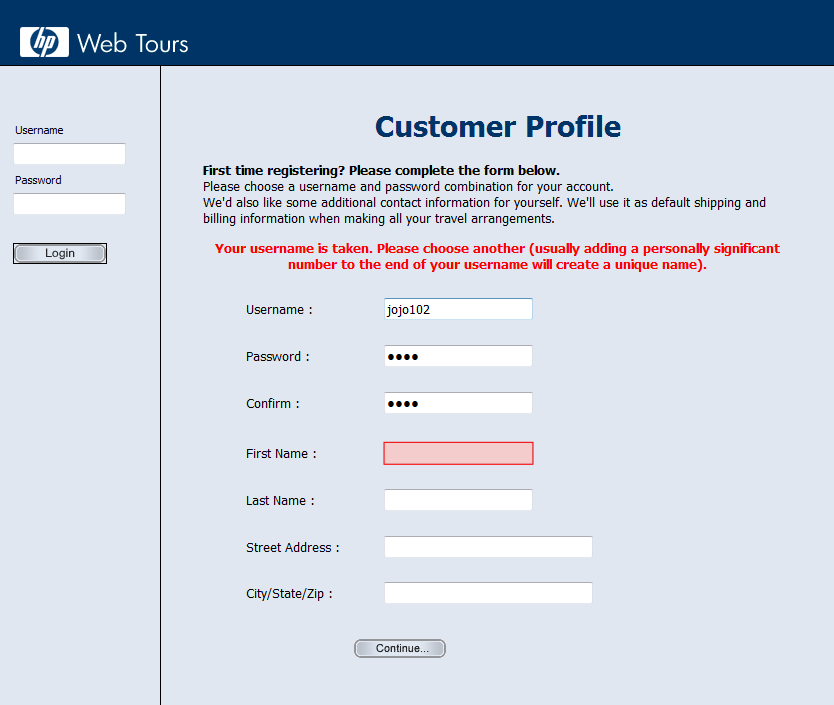 hp Web Tours
Username
Password
Login
Customer Profile
First time registering? Please complete the form below.
Please choose a username and password combination for your account.
We'd also like some additional contact information for yourself. We'll use it as default shipping and
billing information when making all your travel arrangements.
Your username is taken. Please choose another (usually adding a personally significant
number to the end of your username will create a unique name).
Username : jojo102
Password : ●●●●
Confirm : ●●●●
First Name :
Last Name :
Street Address :
City/State/Zip :
Continue...